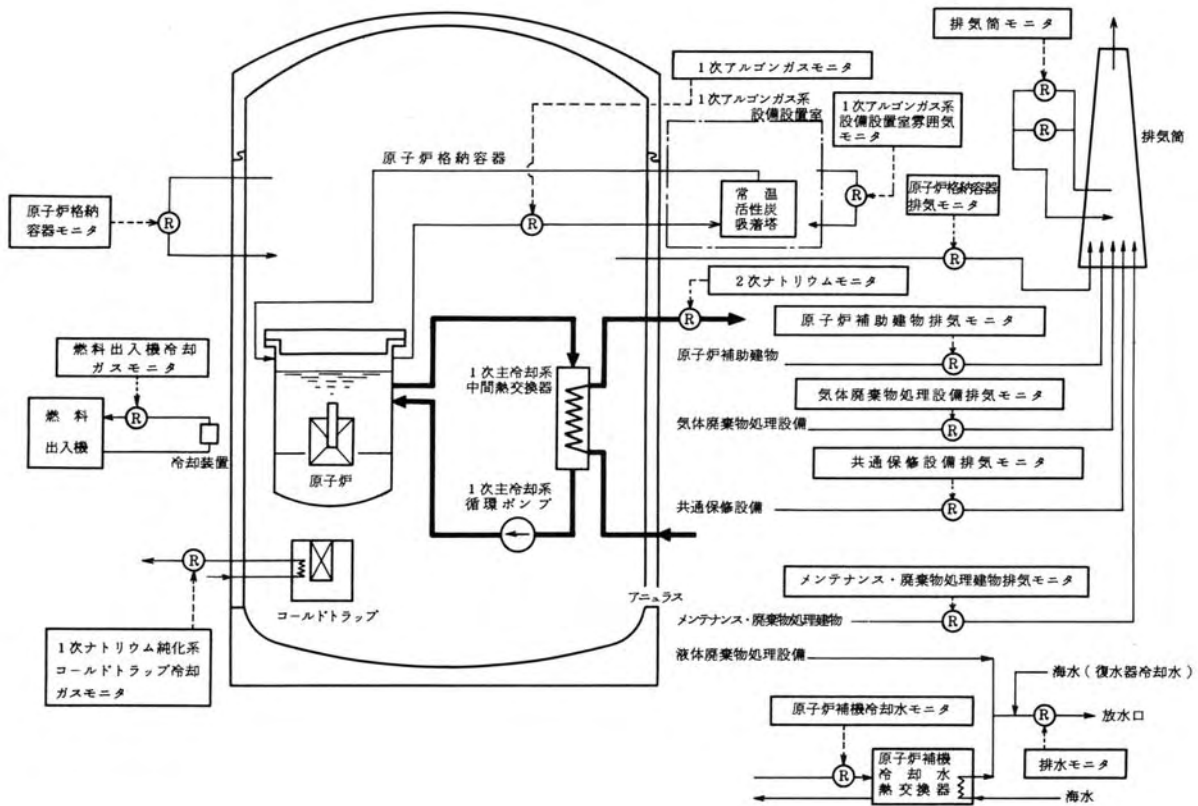 排気筒モニタ
R
R
排気筒
1次アルゴンガスモニタ
1次アルゴンガス系
設備設置室
1次アルゴンガス系
設備設置室雰囲気
モニタ
R
原子炉格納容器
R
常温
活性炭
吸着塔
原子炉格納容器
排気モニタ
R
原子炉格納
容器モニタ
R
2次ナトリウムモニタ
R
原子炉補助建物排気モニタ
原子炉補助建物
R
燃料出入機冷却
ガスモニタ
R
燃料
出入機
冷却装置
原子炉
1次主冷却系
中間熱交換器
1次主冷却系
循環ポンプ
気体廃棄物処理設備排気モニタ
気体廃棄物処理設備
R
共通保修設備排気モニタ
共通保修設備
R
R
コールドトラップ
アニュラス
1次ナトリウム純化系
コールドトラップ冷却
ガスモニタ
メンテナンス・廃棄物処理建物排気モニタ
メンテナンス・廃棄物処理建物
R
液体廃棄物処理設備
海水(復水器冷却水)
R
放水口
排水モニタ
原子炉補機冷却水モニタ
R
原子炉補機
冷却水
熱交換器
海水